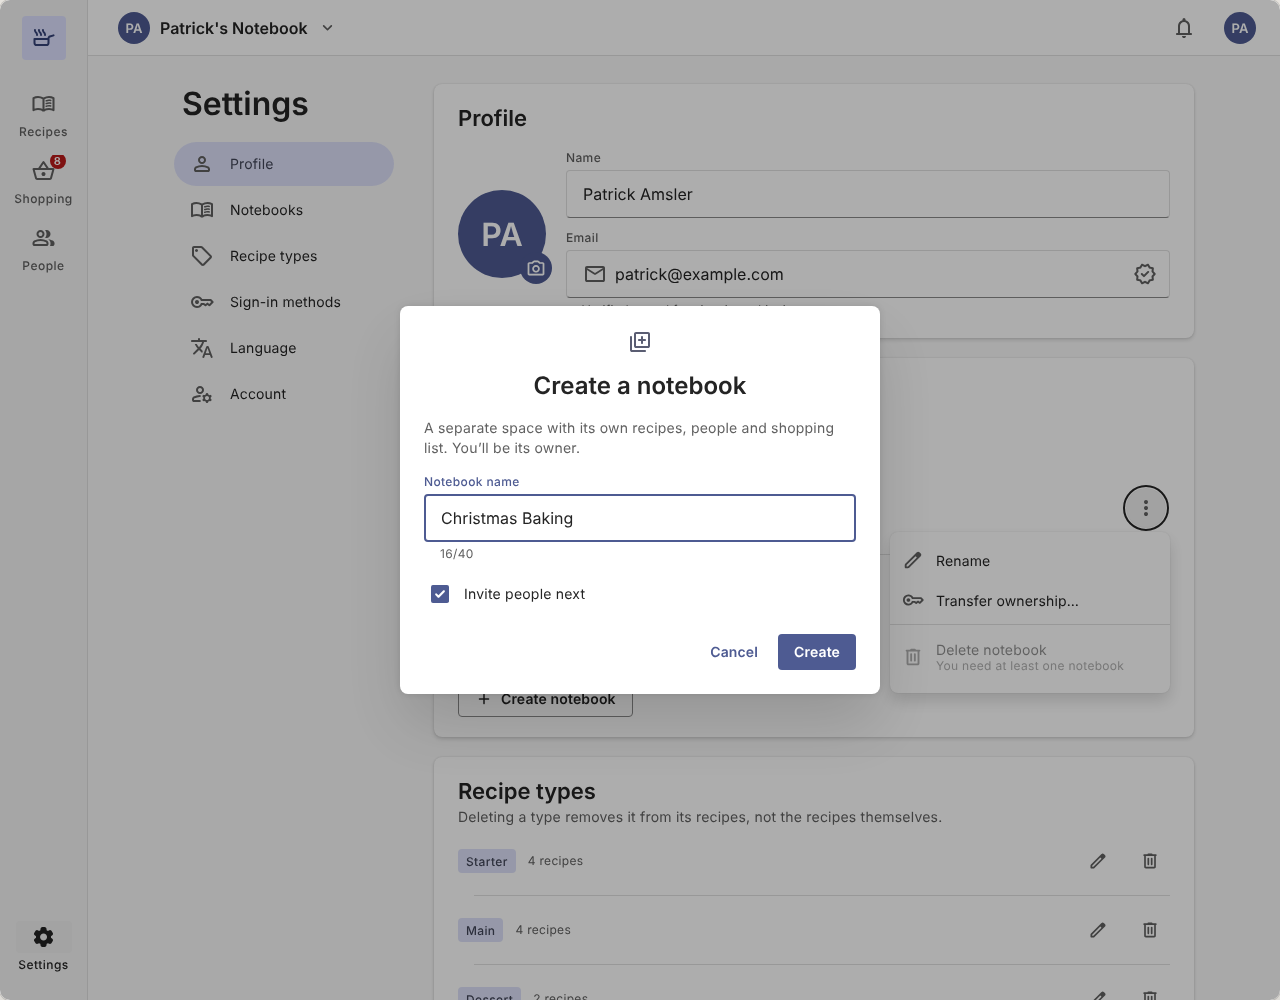 PA Patrick's Notebook
PA
Recipes
8
Shopping
People
Settings
Settings
Profile
Notebooks
Recipe types
Sign-in methods
Language
Account
Profile
PA
Name
Patrick Amsler
Email
patrick@example.com
Create a notebook
A separate space with its own recipes, people and shopping
list. You’ll be its owner.
Notebook name
Christmas Baking
16/40
Invite people next
Cancel
Create
Rename
Transfer ownership...
Delete notebook
You need at least one notebook
Create notebook
Recipe types
Deleting a type removes it from its recipes, not the recipes themselves.
Starter 4 recipes
Main 4 recipes
Dessert 2 recipes